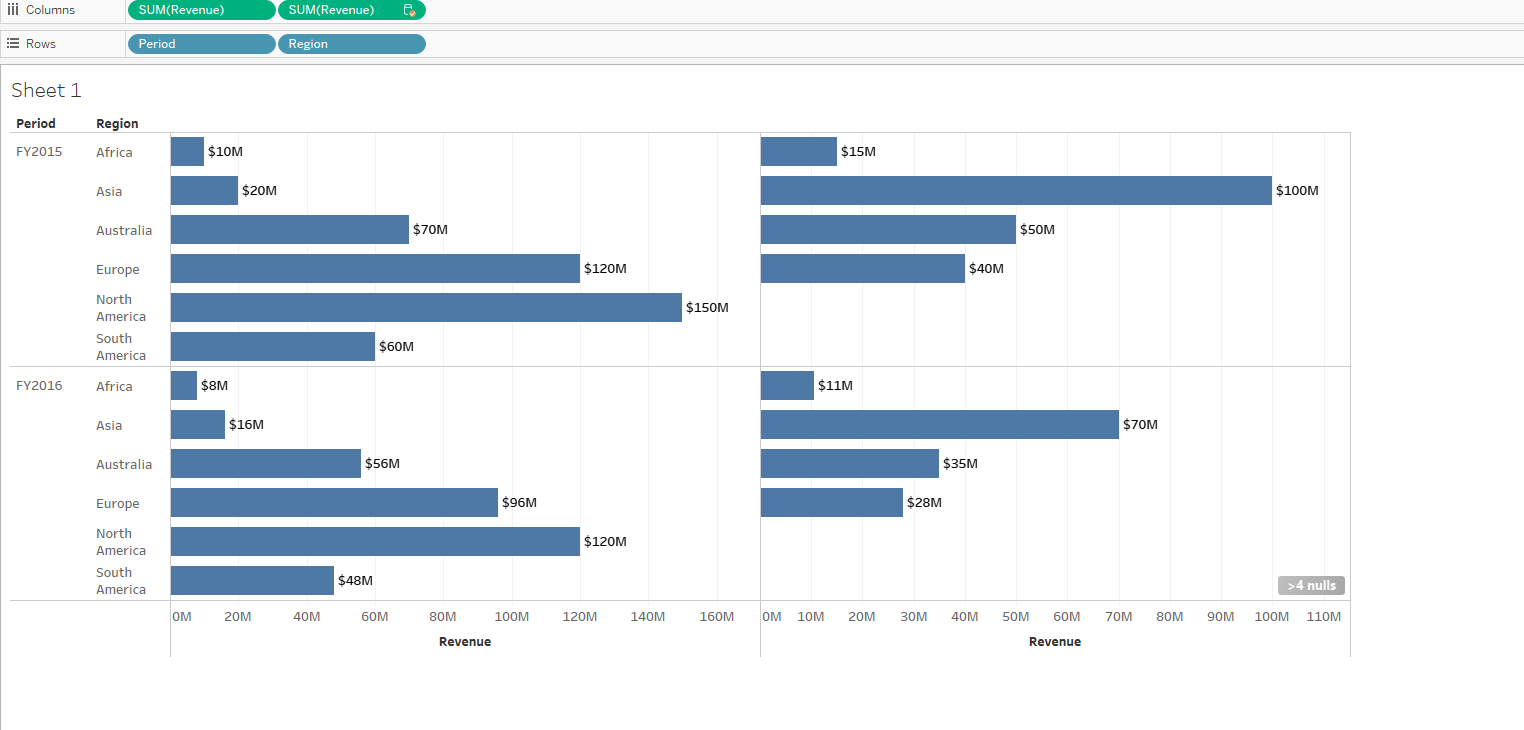 Columns SUM(Revenue) SUM(Revenue)
Rows Period Region
Sheet 1
Period Region
FY2015 Africa $10M $15M
Asia $20M $100M
Australia $70M $50M
Europe $120M $40M
North America $150M
South America $60M
FY2016 Africa $8M $11M
Asia $16M $70M
Australia $56M $35M
Europe $96M $28M
North America $120M
South America $48M >4 nulls
0M 20M 40M 60M 80M 100M 120M 140M 160M 0M 10M 20M 30M 40M 50M 60M 70M 80M 90M 100M 110M
Revenue Revenue